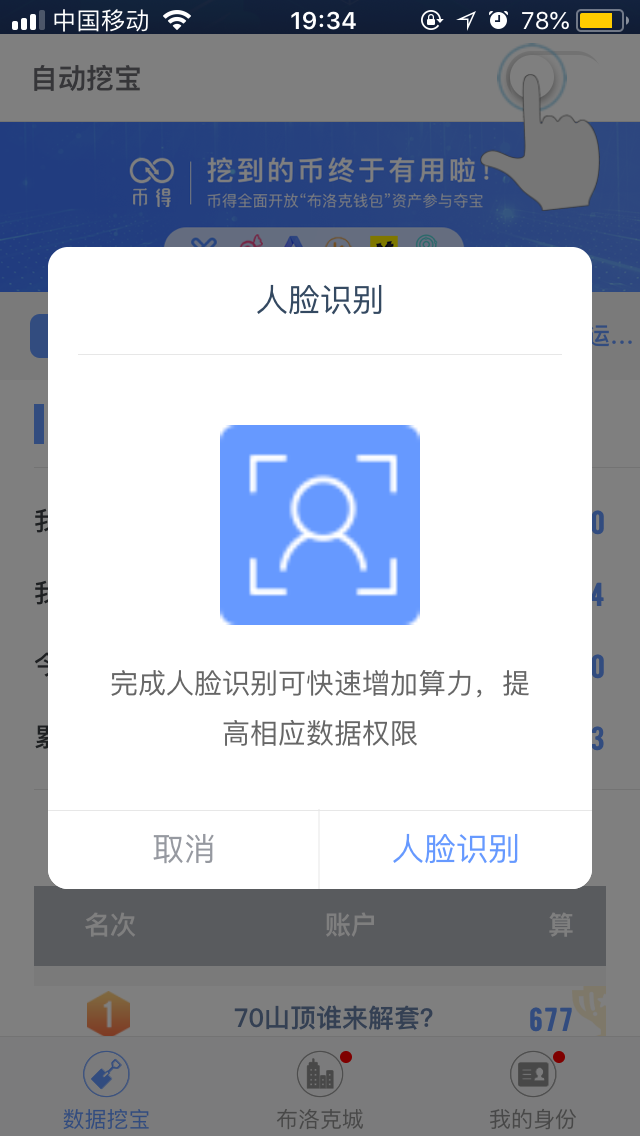 中国移动 19:34 78%
自动挖宝
币得
挖到的币终于有用啦!
币得全面开放“布洛克钱包”资产参与夺宝
运...
人脸识别
我 0
我 4
今 0
累 3
完成人脸识别可快速增加算力，提
高相应数据权限
取消 人脸识别
名次 账户 算
1 70山顶谁来解套? 677
数据挖宝 布洛克城 我的身份